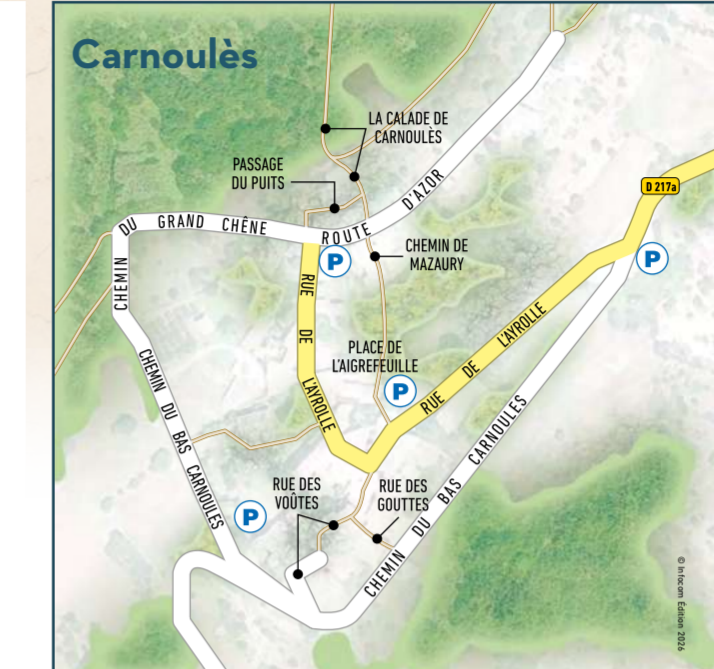 Carnoulès
LA CALADE DE
CARNOULÈS
PASSAGE
DU PUITS
D 217a
CHEMIN DU GRAND CHÊNE
ROUTE D'AZOR
P
CHEMIN DE
MAZAURY
P
RUE DE L'AYROLLE
PLACE DE
L'AIGREFEUILLE
P
RUE DE L'AYROLLE
CHEMIN DU BAS CARNOULES
RUE DES
VOÛTES
RUE DES
GOUTTES
P
CHEMIN DU BAS CARNOULES
© Infocom Édition 2026